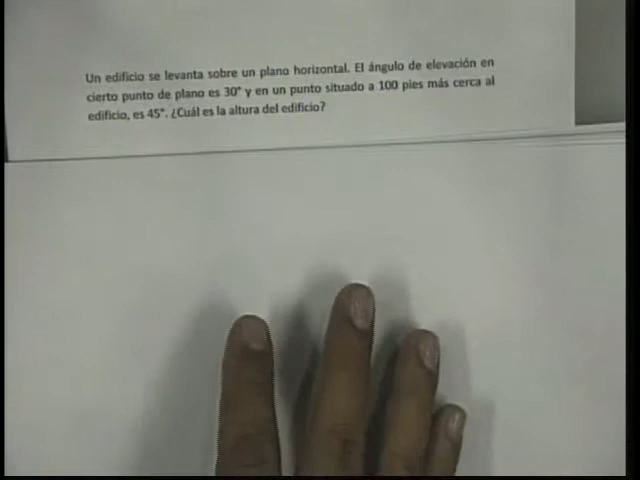 Un edificio se levanta sobre un plano horizontal. El ángulo de elevación en
cierto punto de plano es 30° y en un punto situado a 100 pies más cerca al
edificio, es 45°. ¿Cuál es la altura del edificio?